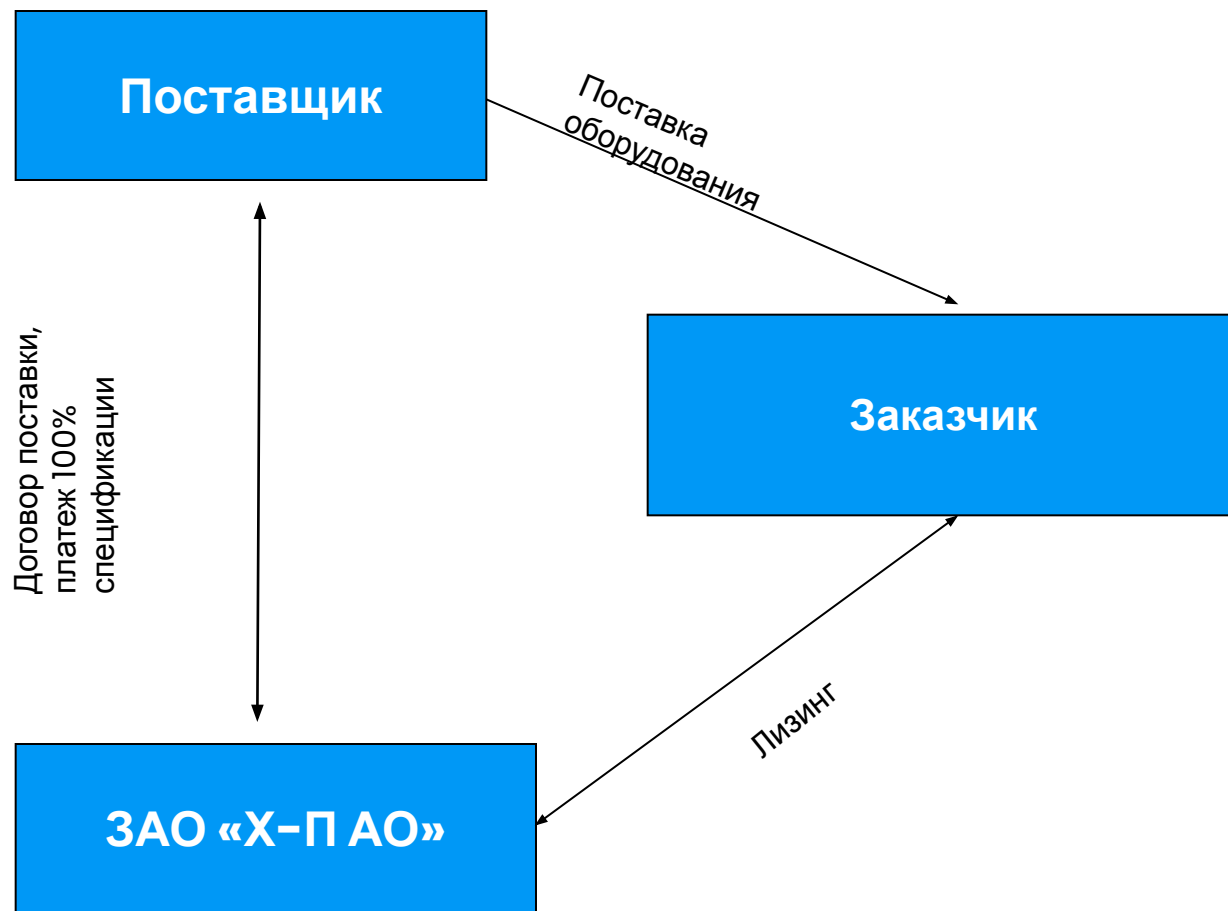 Поставщик
Поставка
оборудования
Договор поставки,
платеж 100%
спецификации
Заказчик
Лизинг
ЗАО «Х-П АО»